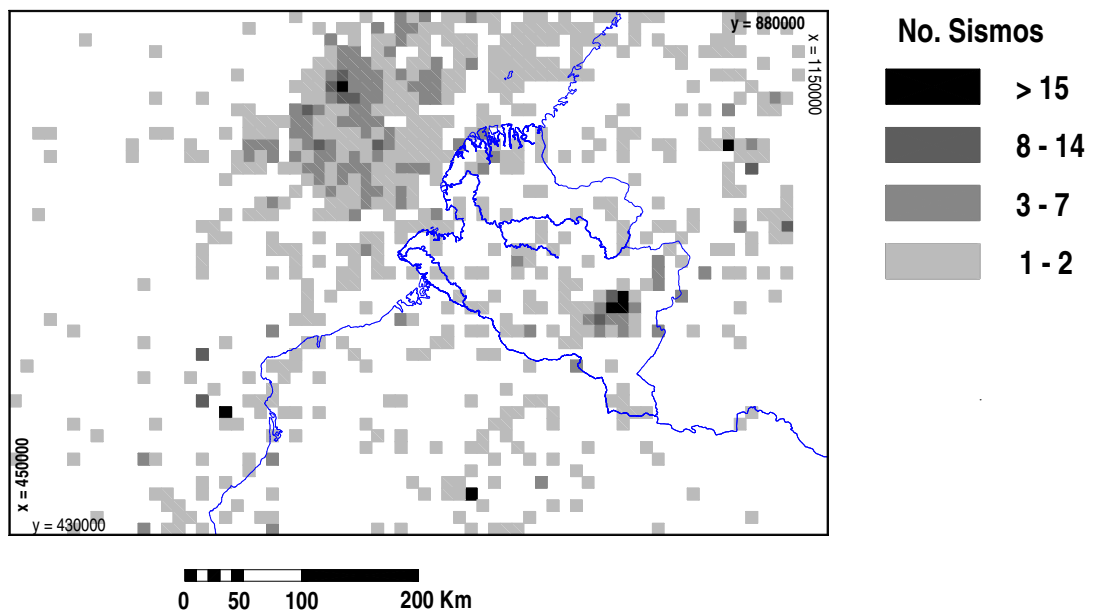 y = 880000
x = 1150000
x = 450000
y = 430000
No. Sismos
> 15
8 - 14
3 - 7
1 - 2
0 50 100 200 Km